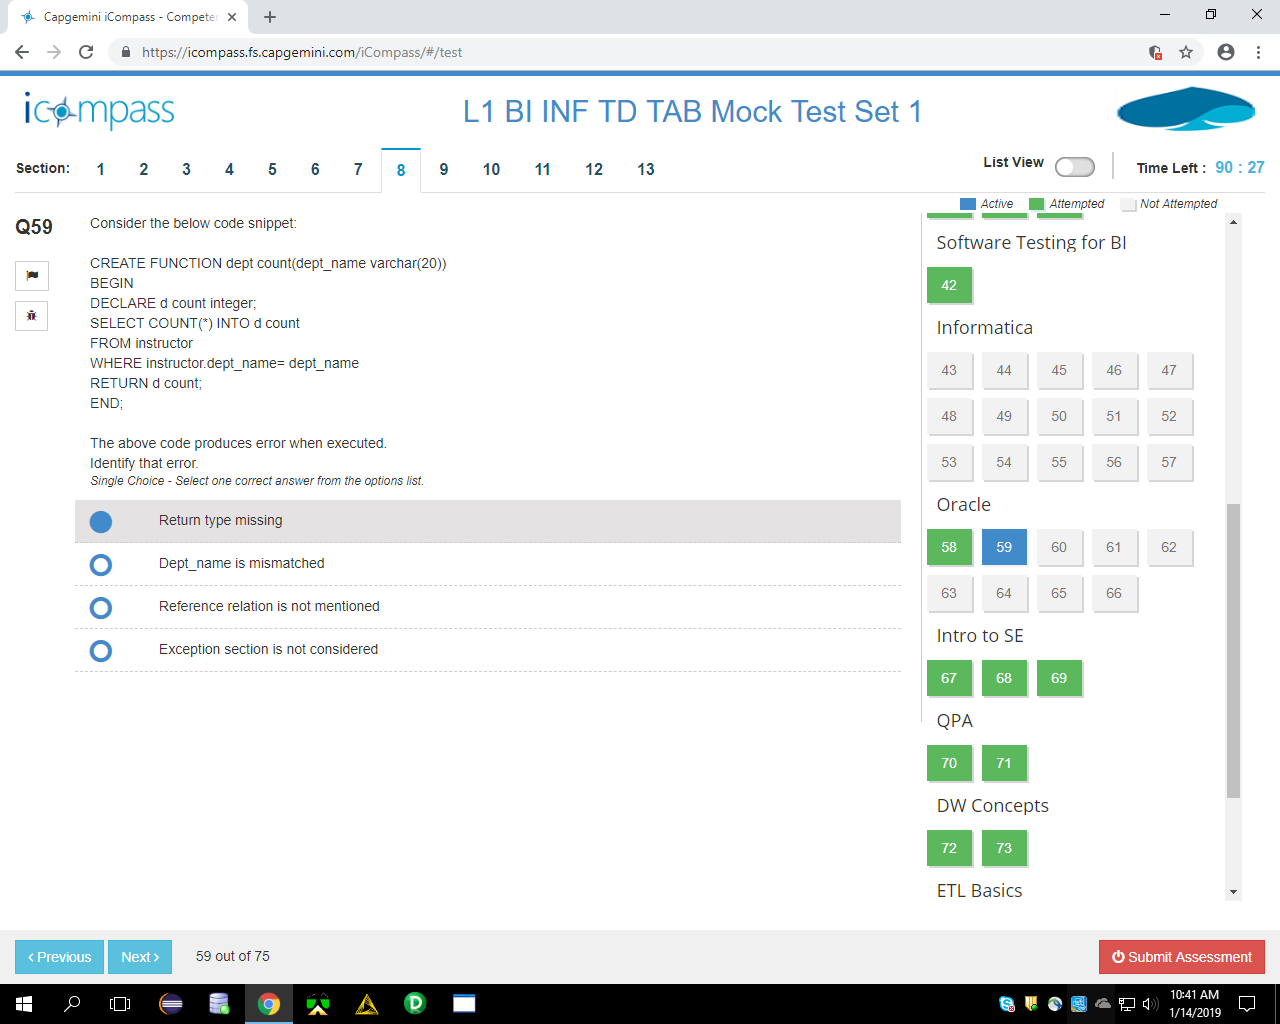 Capgemini iCompass - Competer
https://icompass.fs.capgemini.com/iCompass/#/test
icompass
L1 BI INF TD TAB Mock Test Set 1
Section: 1 2 3 4 5 6 7 8 9 10 11 12 13
List View
Time Left : 90 : 27
Active Attempted Not Attempted
Q59
Consider the below code snippet:
CREATE FUNCTION dept count(dept_name varchar(20))
BEGIN
DECLARE d count integer;
SELECT COUNT(*) INTO d count
FROM instructor
WHERE instructor.dept_name= dept_name
RETURN d count;
END;
The above code produces error when executed.
Identify that error.
Single Choice - Select one correct answer from the options list.
Return type missing
Dept_name is mismatched
Reference relation is not mentioned
Exception section is not considered
Software Testing for BI
42
Informatica
43 44 45 46 47
48 49 50 51 52
53 54 55 56 57
Oracle
58 59 60 61 62
63 64 65 66
Intro to SE
67 68 69
QPA
70 71
DW Concepts
72 73
ETL Basics
‹ Previous
Next ›
59 out of 75
Submit Assessment
10:41 AM
1/14/2019